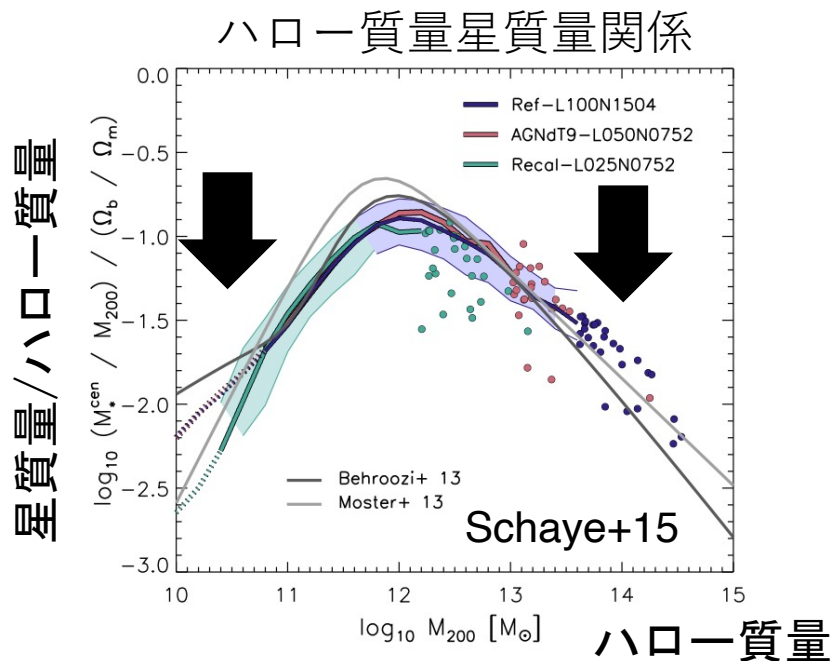 ハロー質量星質量関係
Ref-L100N1504
AGNdT9-L050N0752
Recal-L025N0752
星質量/ハロー質量
log₁₀ (M*^cen / M₂₀₀) / (Ω_b / Ω_m)
0.0
-0.5
-1.0
-1.5
-2.0
-2.5
-3.0
Behroozi+ 13
Moster+ 13
Schaye+15
10 11 12 13 14 15
log₁₀ M₂₀₀ [M⊙]
ハロー質量